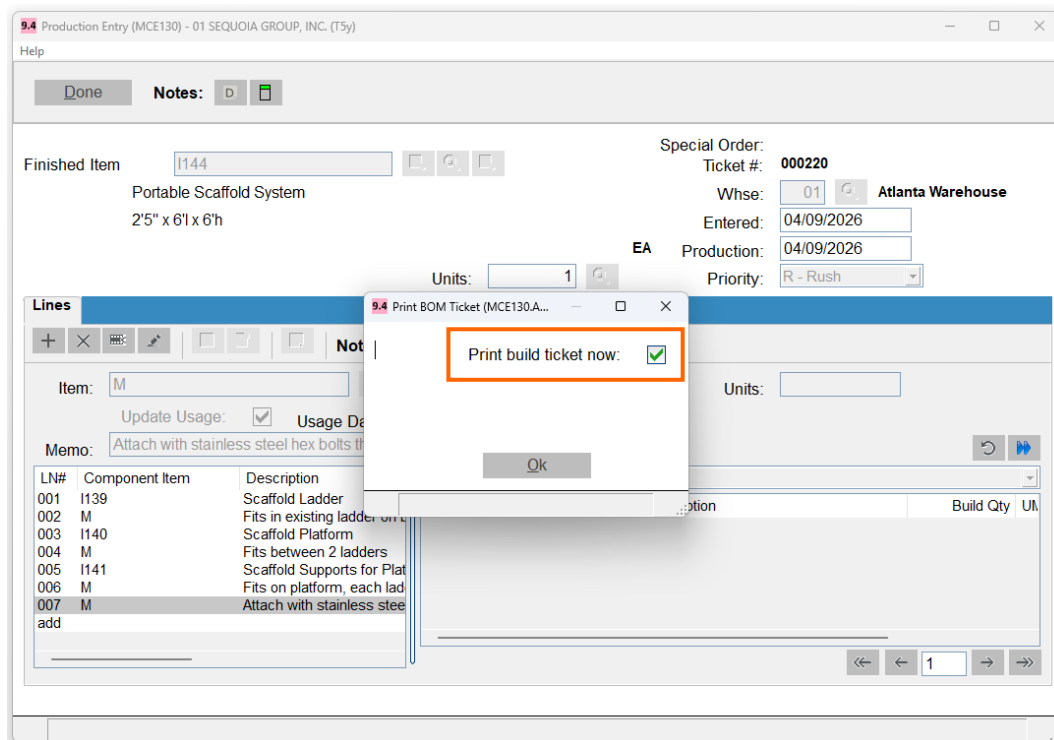 9.4 Production Entry (MCE130) - 01 SEQUOIA GROUP, INC. (T5y)
Help
Done Notes: D
Special Order:
Finished Item I144 Ticket #: 000220
Portable Scaffold System Whse: 01 Atlanta Warehouse
2'5" x 6'l x 6'h Entered: 04/09/2026
EA Production: 04/09/2026
Units: 1 Priority: R - Rush
Lines
9.4 Print BOM Ticket (MCE130.A...
Print build ticket now:
Ok
Not
Item: M Units:
Update Usage: Usage Da
Memo: Attach with stainless steel hex bolts th
LN# Component Item Description
001 I139 Scaffold Ladder
002 M Fits in existing ladder on
003 I140 Scaffold Platform
004 M Fits between 2 ladders
005 I141 Scaffold Supports for Plat
006 M Fits on platform, each lad
007 M Attach with stainless stee
add
ption Build Qty UM
1